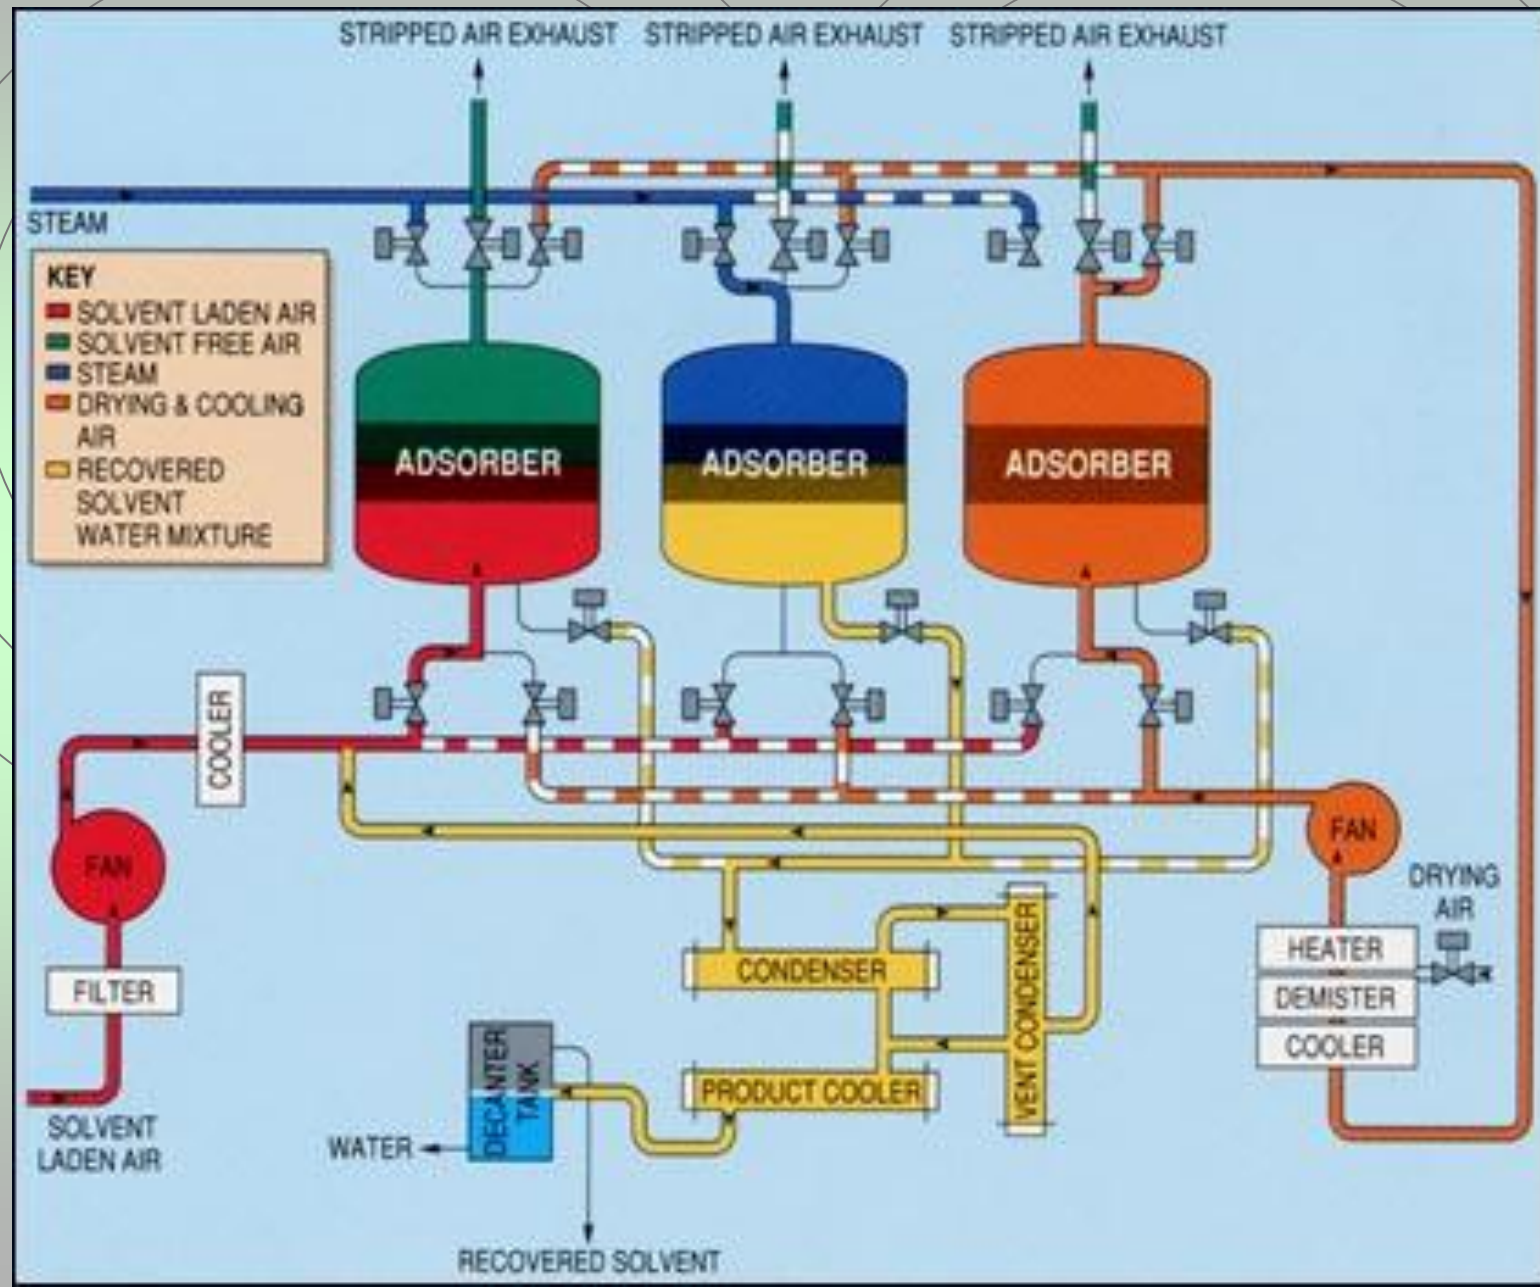 STRIPPED AIR EXHAUST
STRIPPED AIR EXHAUST
STRIPPED AIR EXHAUST
STEAM
KEY
SOLVENT LADEN AIR
SOLVENT FREE AIR
STEAM
DRYING & COOLING
AIR
RECOVERED
SOLVENT
WATER MIXTURE
ADSORBER
ADSORBER
ADSORBER
COOLER
FAN
FILTER
SOLVENT
LADEN AIR
FAN
DRYING
AIR
HEATER
DEMISTER
COOLER
CONDENSER
VENT CONDENSER
PRODUCT COOLER
DECANTER
TANK
WATER
RECOVERED SOLVENT